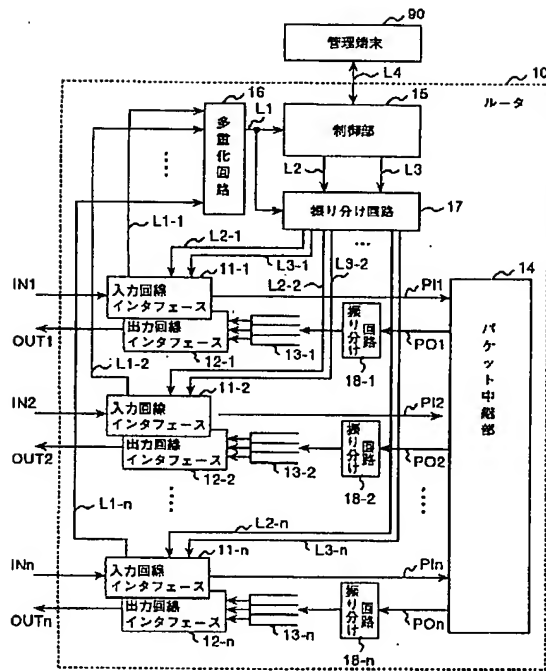 90
管理端末
L4
10
ルータ
16
多重化回路
L1
15
制御部
L2
L3
振り分け回路
17
L1-1
L2-1
L3-1
L2-2
L3-2
14
パケット中継部
IN1
11-1
入力回線
インタフェース
PI1
OUT1
出力回線
インタフェース
12-1
13-1
振り分け回路
18-1
PO1
L1-2
11-2
IN2
入力回線
インタフェース
PI2
OUT2
出力回線
インタフェース
12-2
13-2
振り分け回路
18-2
PO2
L1-n
L2-n
L3-n
11-n
INn
入力回線
インタフェース
PIn
OUTn
出力回線
インタフェース
12-n
13-n
振り分け回路
18-n
POn